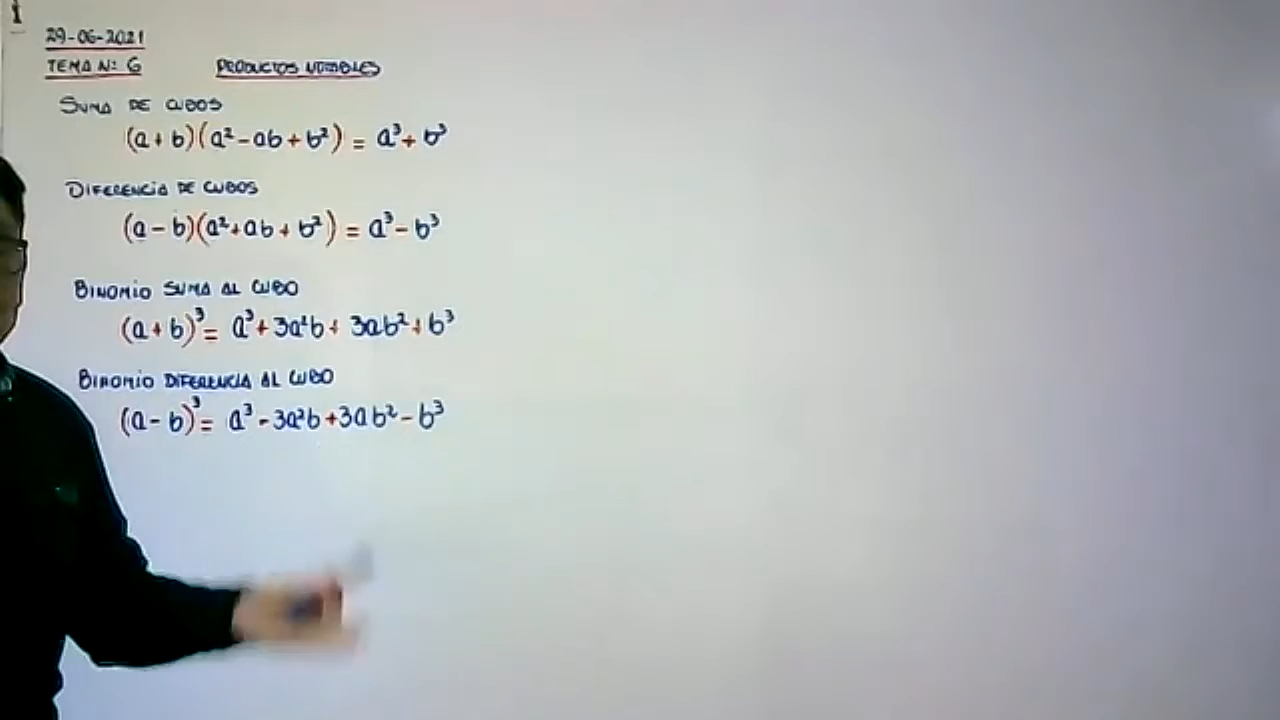 29-06-2021
TEMA Nº 6 PRODUCTOS NOTABLES
SUMA DE CUBOS
(a + b)(a² - ab + b²) = a³ + b³
DIFERENCIA DE CUBOS
(a - b)(a² + ab + b²) = a³ - b³
BINOMIO SUMA AL CUBO
(a + b)³ = a³ + 3a²b + 3ab² + b³
BINOMIO DIFERENCIA AL CUBO
(a - b)³ = a³ - 3a²b + 3ab² - b³